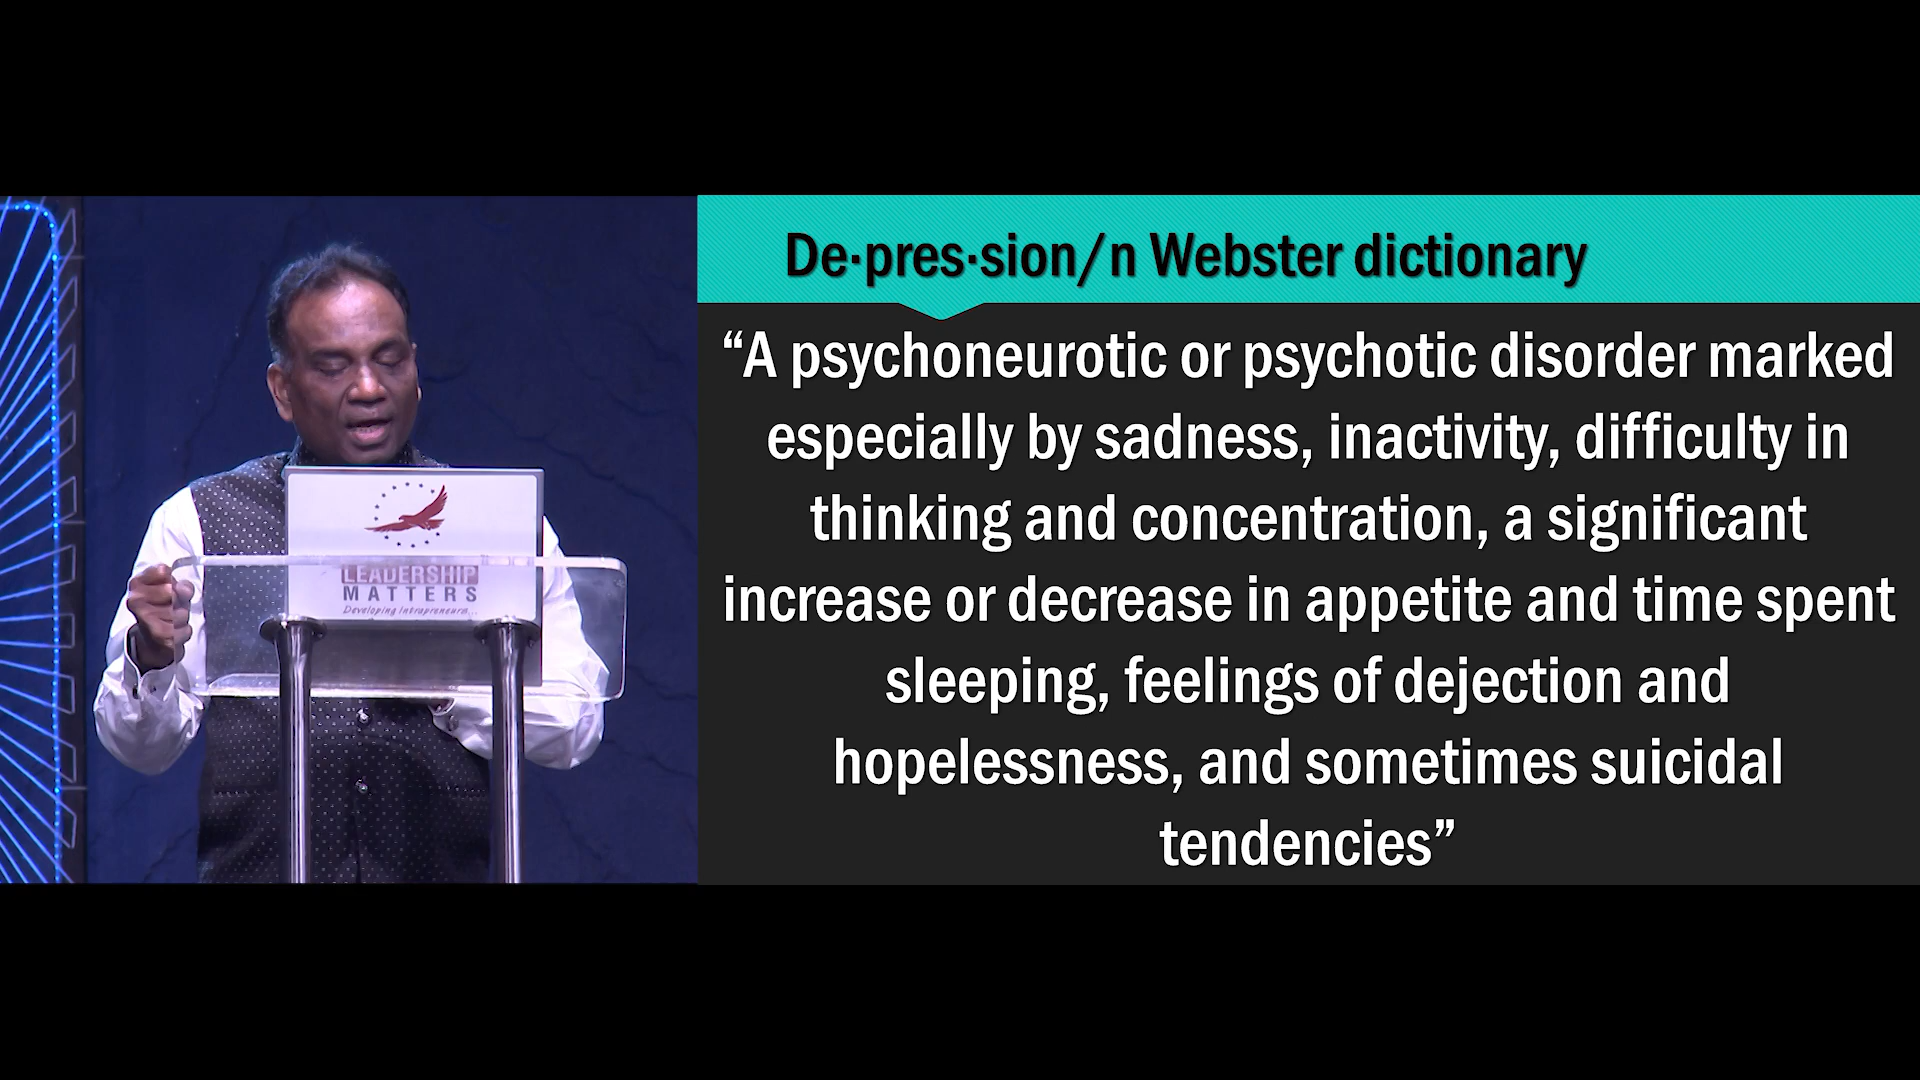 De·pres·sion/n Webster dictionary
“A psychoneurotic or psychotic disorder marked
especially by sadness, inactivity, difficulty in
thinking and concentration, a significant
increase or decrease in appetite and time spent
sleeping, feelings of dejection and
hopelessness, and sometimes suicidal
tendencies”
LEADERSHIP
MATTERS
Developing Intrapreneurs...